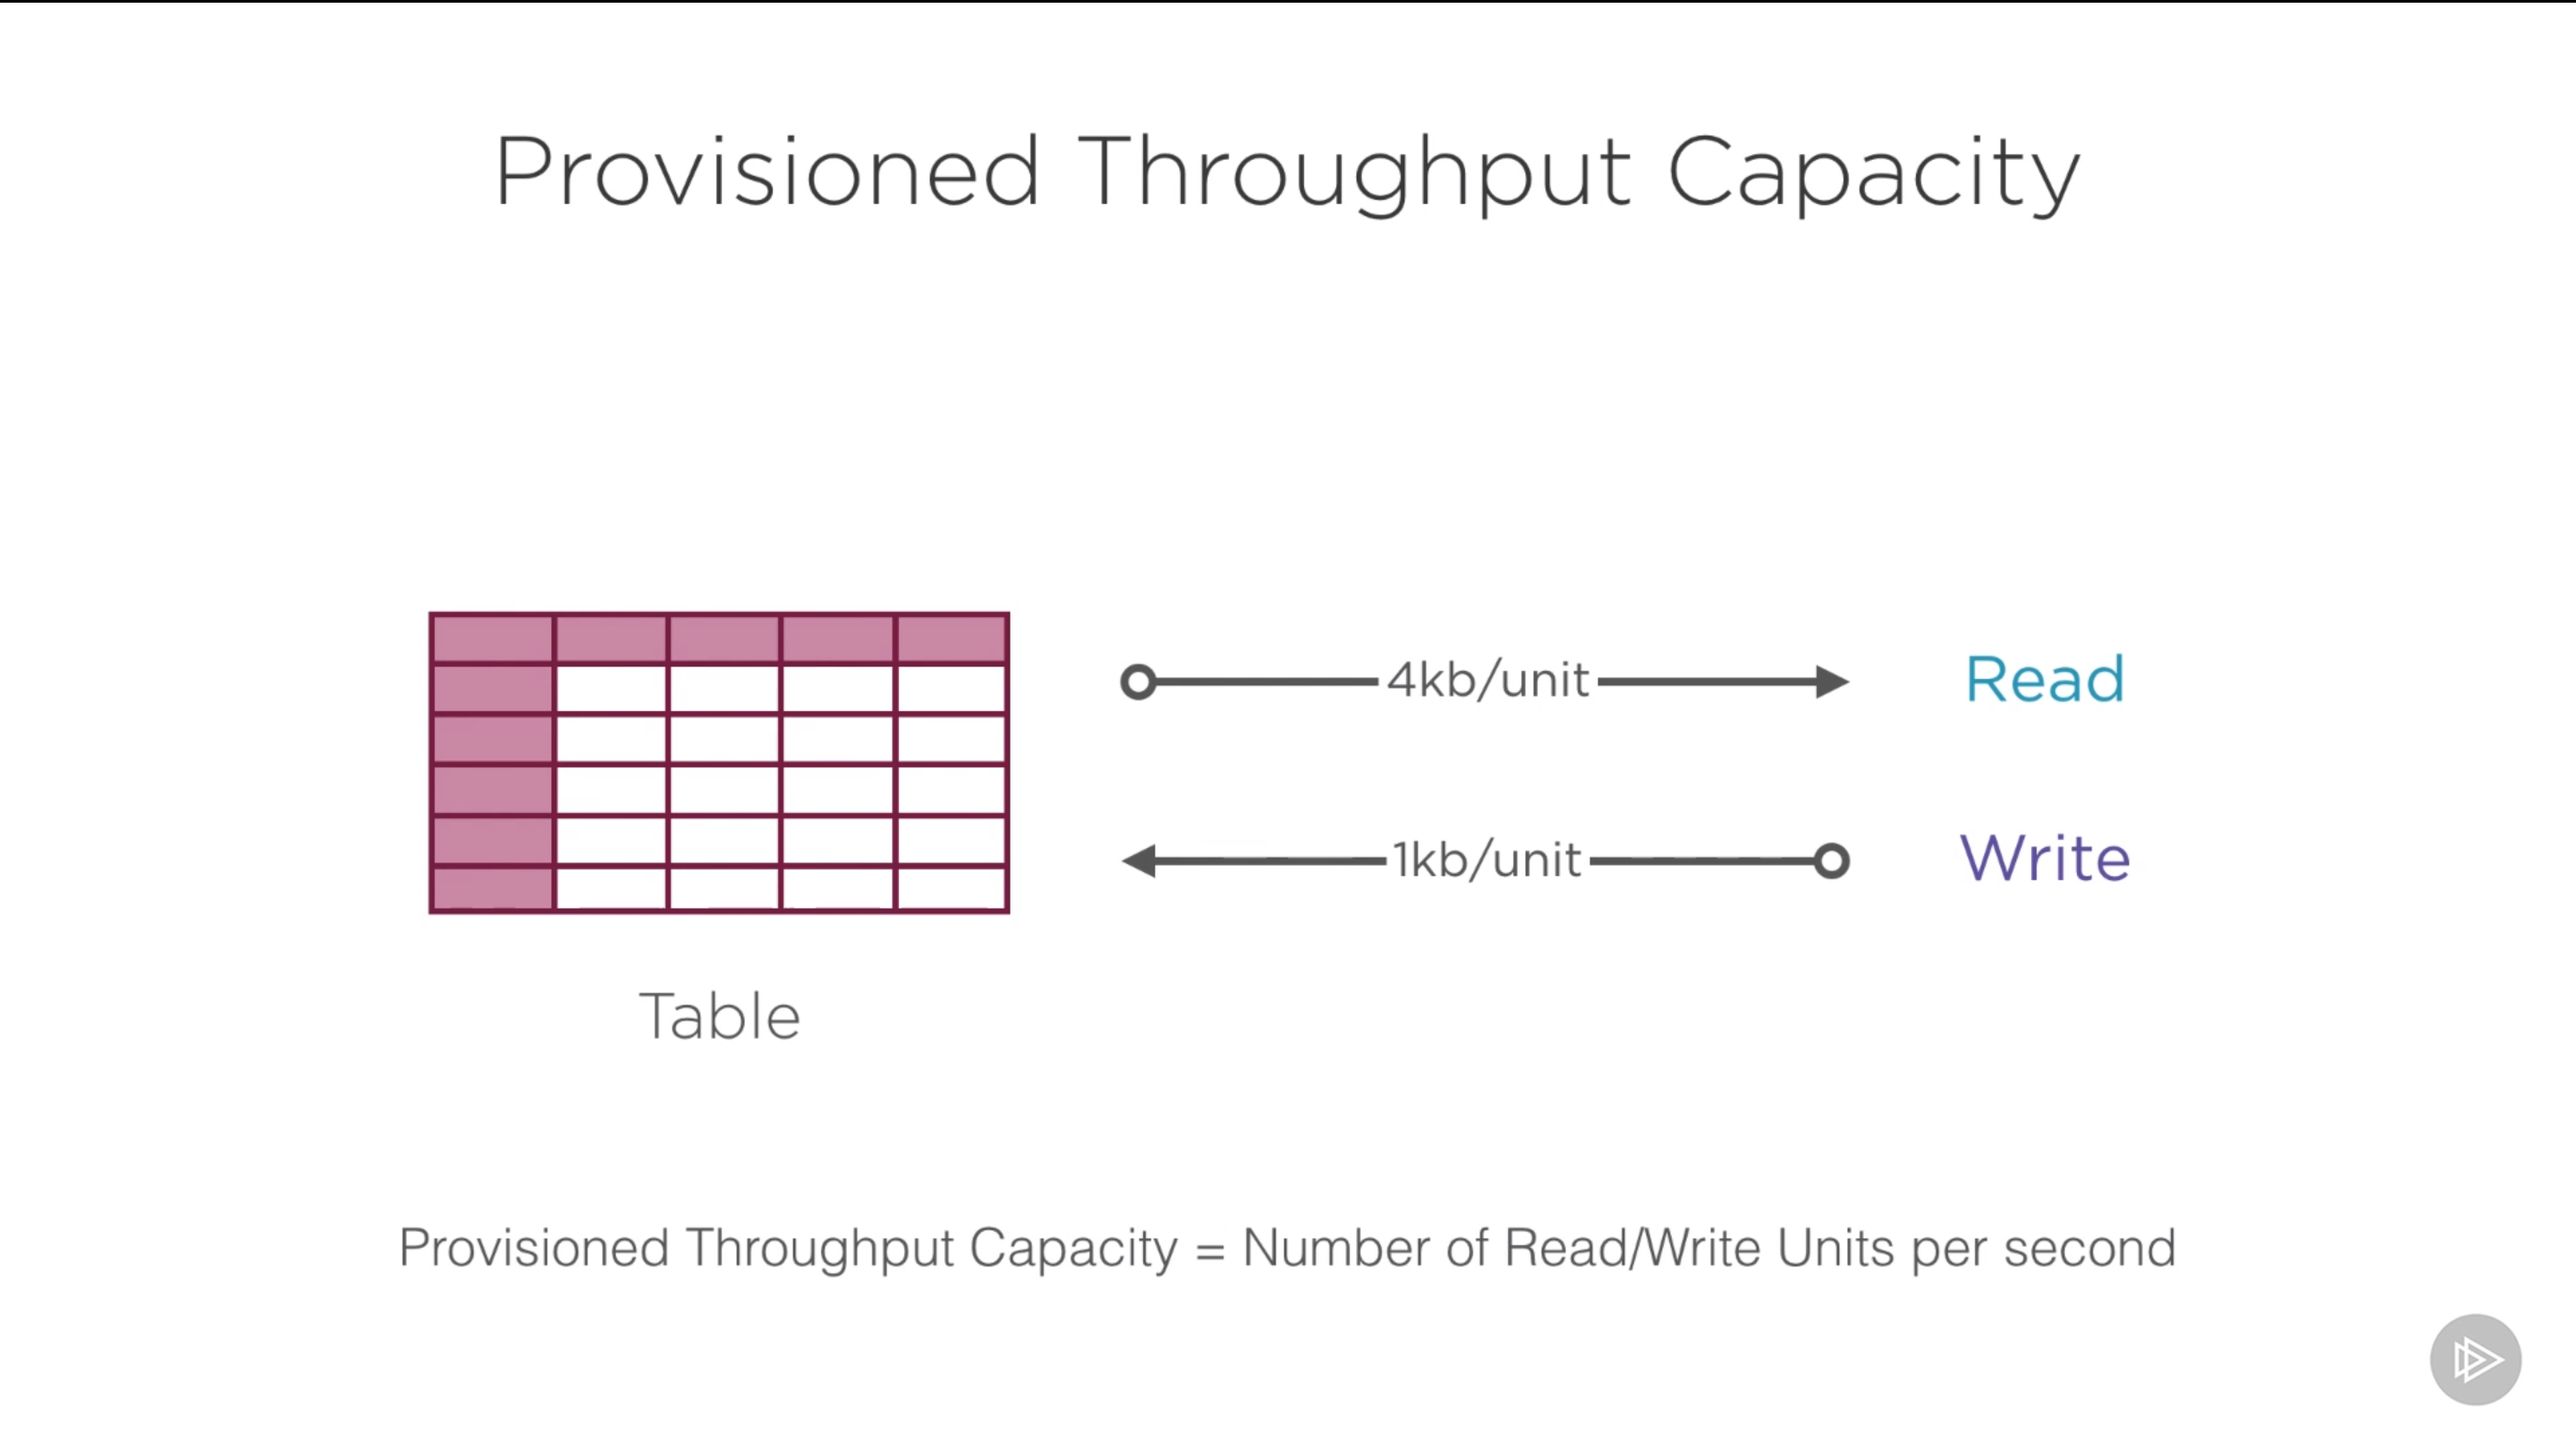 Provisioned Throughput Capacity
4kb/unit
Read
1kb/unit
Write
Table
Provisioned Throughput Capacity = Number of Read/Write Units per second